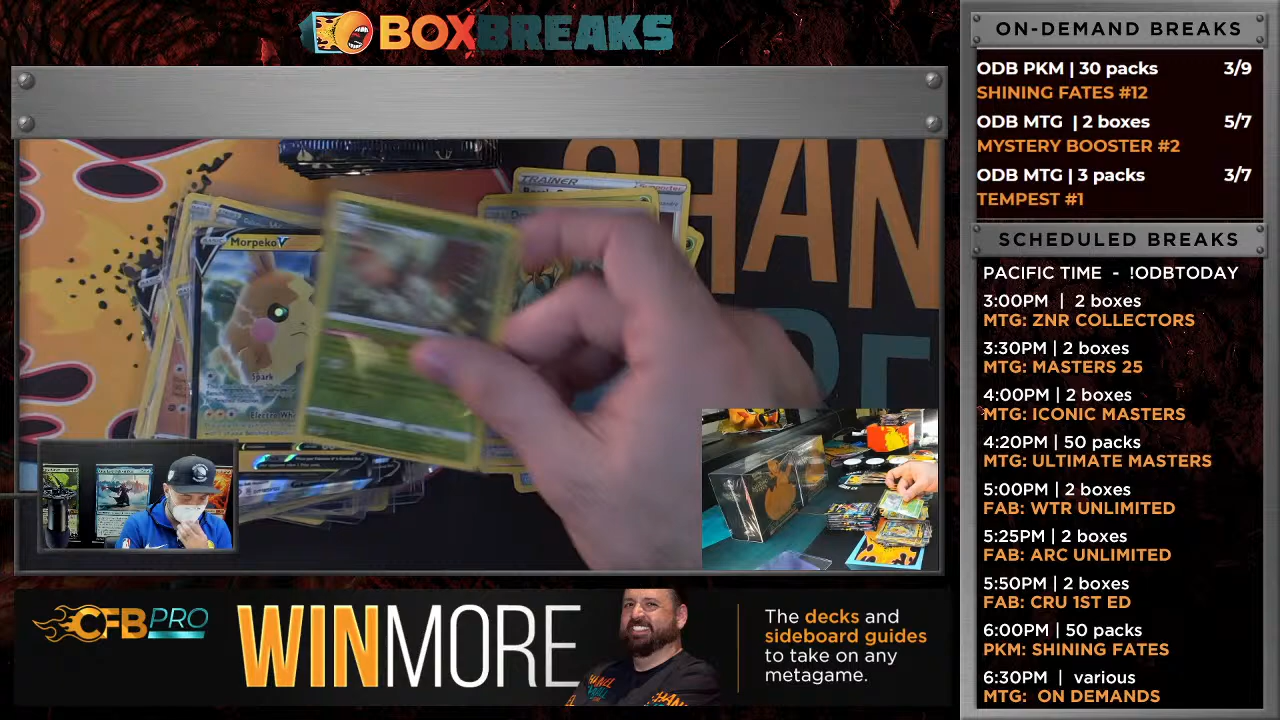 BOXBREAKS
TRAINER
BASIC Morpeko V
Spark
CHAN
CFBPRO
WINMORE
The decks and
sideboard guides
to take on any
metagame.
ON-DEMAND BREAKS
ODB PKM | 30 packs 3/9
SHINING FATES #12
ODB MTG | 2 boxes 5/7
MYSTERY BOOSTER #2
ODB MTG | 3 packs 3/7
TEMPEST #1
SCHEDULED BREAKS
PACIFIC TIME - !ODBTODAY
3:00PM | 2 boxes
MTG: ZNR COLLECTORS
3:30PM | 2 boxes
MTG: MASTERS 25
4:00PM | 2 boxes
MTG: ICONIC MASTERS
4:20PM | 50 packs
MTG: ULTIMATE MASTERS
5:00PM | 2 boxes
FAB: WTR UNLIMITED
5:25PM | 2 boxes
FAB: ARC UNLIMITED
5:50PM | 2 boxes
FAB: CRU 1ST ED
6:00PM | 50 packs
PKM: SHINING FATES
6:30PM | various
MTG: ON DEMANDS